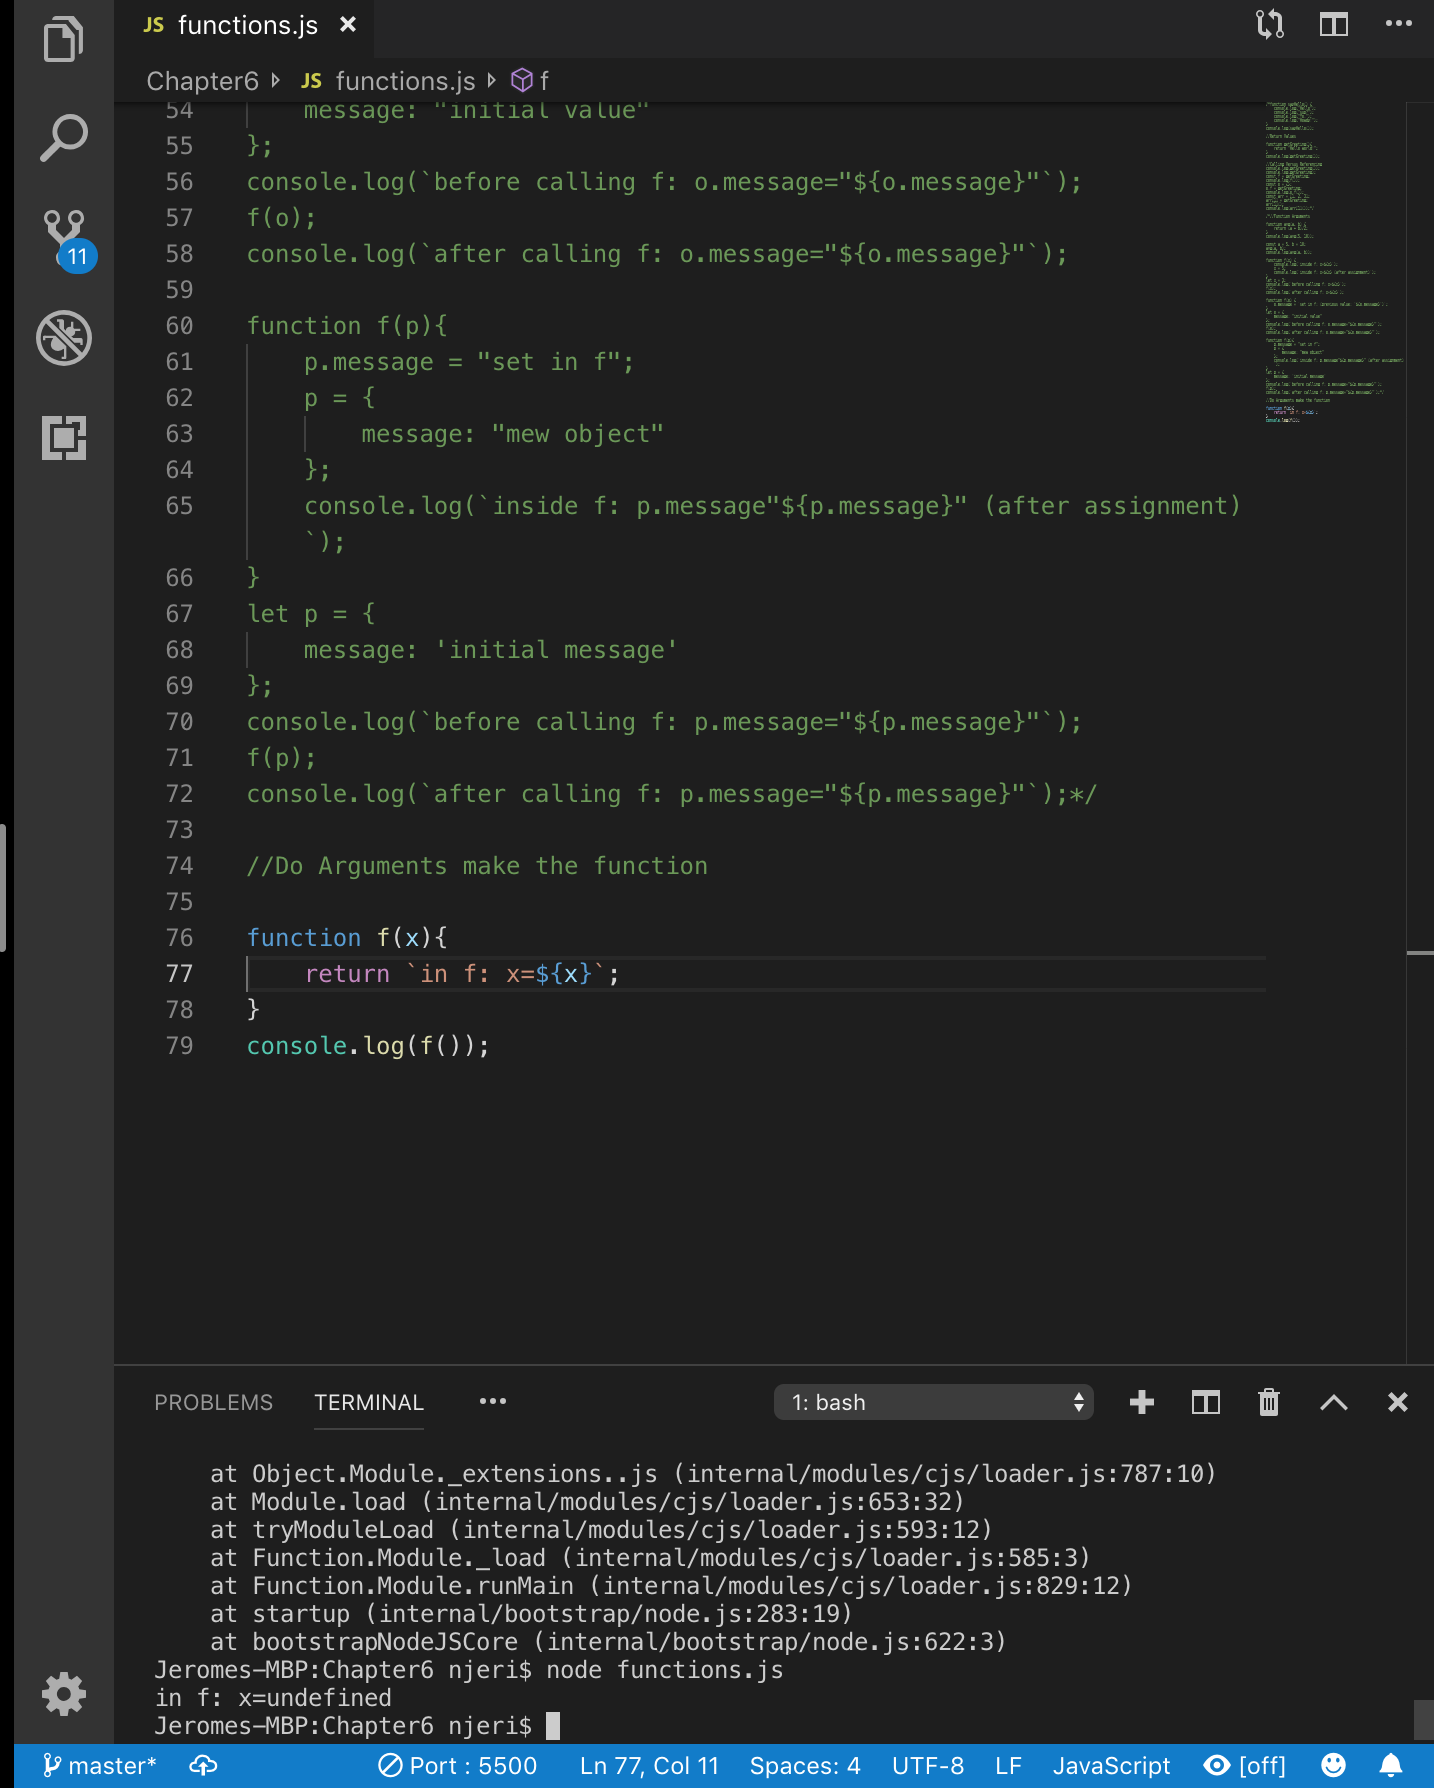 JS functions.js ×
Chapter6 JS functions.js f
54 message: "initial value"
55 };
56 console.log(`before calling f: o.message="${o.message}"`);
57 f(o);
58 console.log(`after calling f: o.message="${o.message}"`);
59
60 function f(p){
61 p.message = "set in f";
62 p = {
63 message: "mew object"
64 };
65 console.log(`inside f: p.message"${p.message}" (after assignment)
`);
66 }
67 let p = {
68 message: 'initial message'
69 };
70 console.log(`before calling f: p.message="${p.message}"`);
71 f(p);
72 console.log(`after calling f: p.message="${p.message}"`);*/
73
74 //Do Arguments make the function
75
76 function f(x){
77 return `in f: x=${x}`;
78 }
79 console.log(f());
11
PROBLEMS TERMINAL ••• 1: bash
at Object.Module._extensions..js (internal/modules/cjs/loader.js:787:10)
at Module.load (internal/modules/cjs/loader.js:653:32)
at tryModuleLoad (internal/modules/cjs/loader.js:593:12)
at Function.Module._load (internal/modules/cjs/loader.js:585:3)
at Function.Module.runMain (internal/modules/cjs/loader.js:829:12)
at startup (internal/bootstrap/node.js:283:19)
at bootstrapNodeJSCore (internal/bootstrap/node.js:622:3)
Jeromes-MBP:Chapter6 njeri$ node functions.js
in f: x=undefined
Jeromes-MBP:Chapter6 njeri$
master* Port : 5500 Ln 77, Col 11 Spaces: 4 UTF-8 LF JavaScript [off]